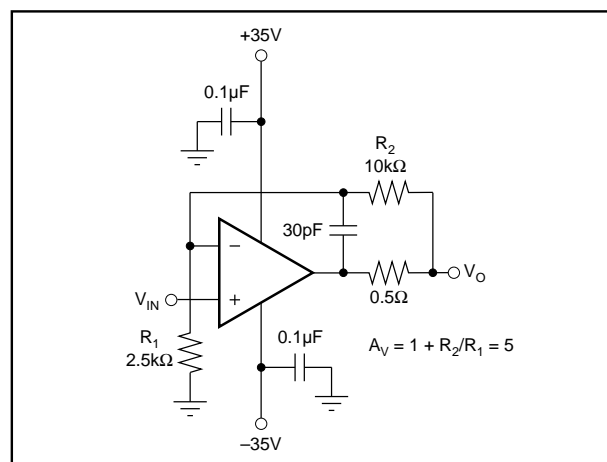 +35V
0.1µF
R2
10kΩ
30pF
−
+
VIN
VO
0.5Ω
R1
2.5kΩ
0.1µF
AV = 1 + R2/R1 = 5
–35V